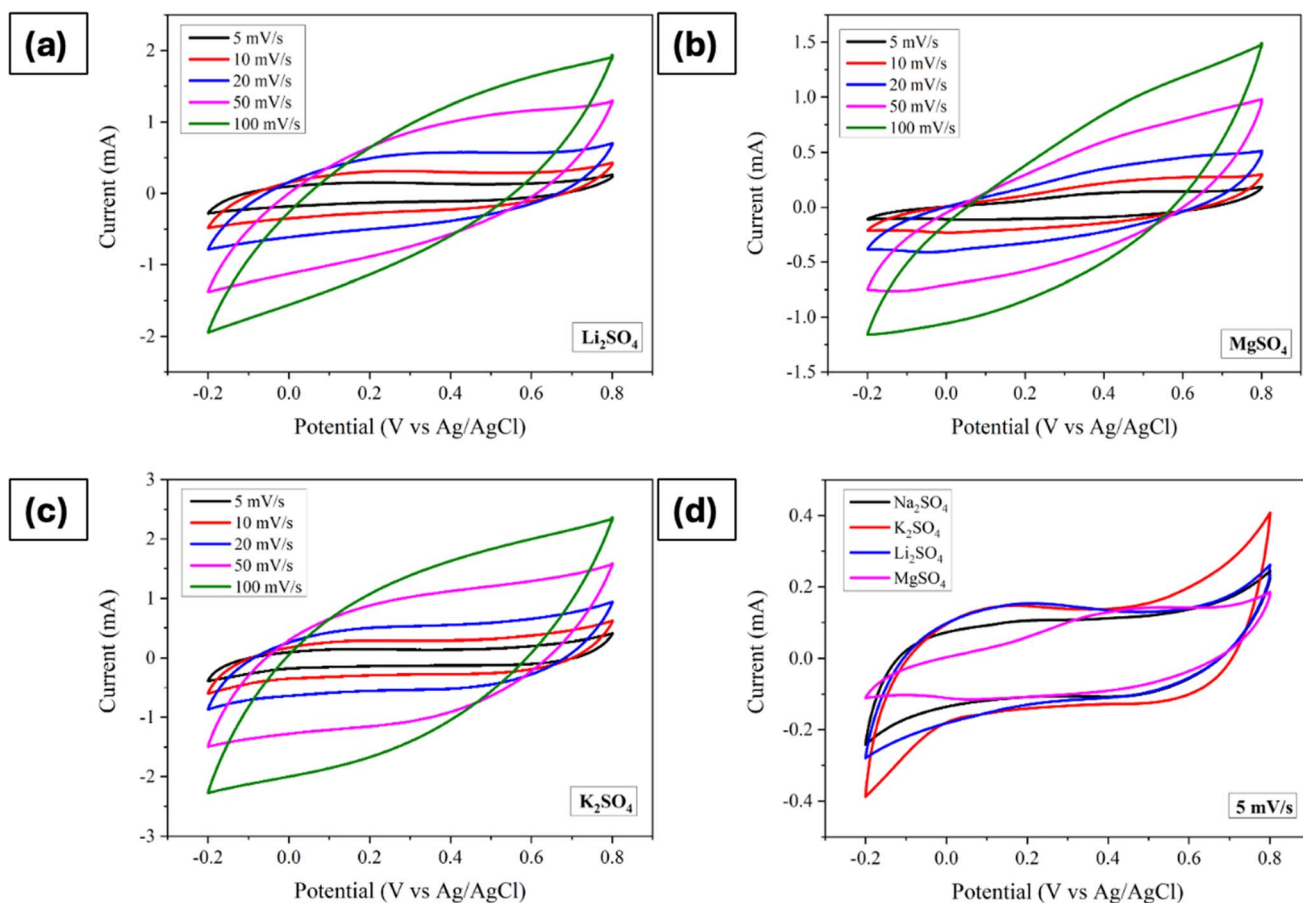 (a)
5 mV/s
10 mV/s
20 mV/s
50 mV/s
100 mV/s
2
1
0
-1
-2
Current (mA)
Li₂SO₄
-0.2 0.0 0.2 0.4 0.6 0.8
Potential (V vs Ag/AgCl)
(b)
5 mV/s
10 mV/s
20 mV/s
50 mV/s
100 mV/s
1.5
1.0
0.5
0.0
-0.5
-1.0
-1.5
Current (mA)
MgSO₄
-0.2 0.0 0.2 0.4 0.6 0.8
Potential (V vs Ag/AgCl)
(c)
5 mV/s
10 mV/s
20 mV/s
50 mV/s
100 mV/s
3
2
1
0
-1
-2
-3
Current (mA)
K₂SO₄
-0.2 0.0 0.2 0.4 0.6 0.8
Potential (V vs Ag/AgCl)
(d)
Na₂SO₄
K₂SO₄
Li₂SO₄
MgSO₄
0.4
0.2
0.0
-0.2
-0.4
Current (mA)
5 mV/s
-0.2 0.0 0.2 0.4 0.6 0.8
Potential (V vs Ag/AgCl)